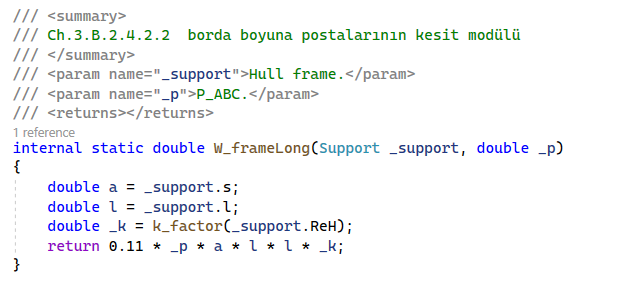 /// <summary>
/// Ch.3.B.2.4.2.2  borda boyuna postalarının kesit modülü
/// </summary>
/// <param name="_support">Hull frame.</param>
/// <param name="_p">P_ABC.</param>
/// <returns></returns>
1 reference
internal static double W_frameLong(Support _support, double _p)
{
    double a = _support.s;
    double l = _support.l;
    double _k = k_factor(_support.ReH);
    return 0.11 * _p * a * l * l * _k;
}